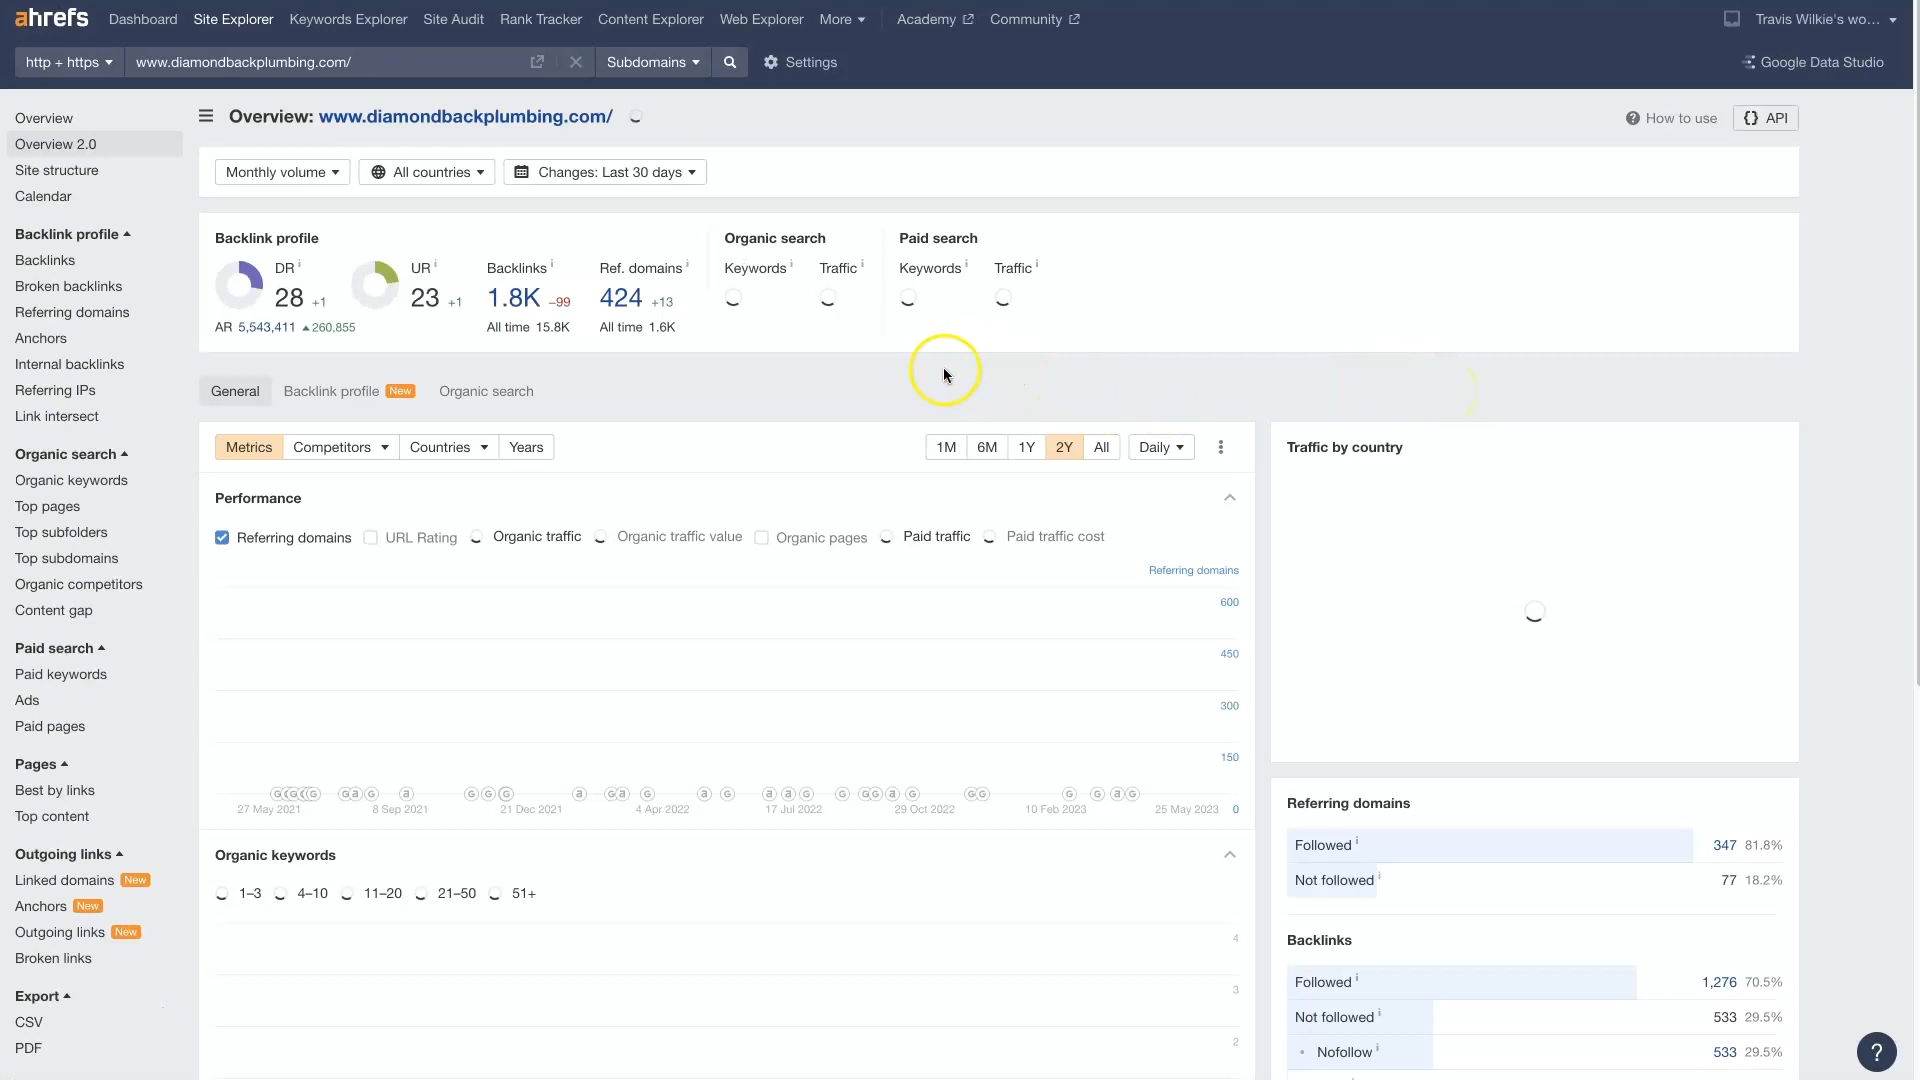 ahrefs Dashboard Site Explorer Keywords Explorer Site Audit Rank Tracker Content Explorer Web Explorer More Academy Community Travis Wilkie's wo...
http + https www.diamondbackplumbing.com/ Subdomains Settings Google Data Studio
Overview
Overview 2.0
Site structure
Calendar
Backlink profile
Backlinks
Broken backlinks
Referring domains
Anchors
Internal backlinks
Referring IPs
Link intersect
Organic search
Organic keywords
Top pages
Top subfolders
Top subdomains
Organic competitors
Content gap
Paid search
Paid keywords
Ads
Paid pages
Pages
Best by links
Top content
Outgoing links
Linked domains New
Anchors New
Outgoing links New
Broken links
Export
CSV
PDF
Overview: www.diamondbackplumbing.com/ How to use {} API
Monthly volume All countries Changes: Last 30 days
Backlink profile Organic search Paid search
DR UR Backlinks Ref. domains Keywords Traffic Keywords Traffic
28 +1 23 +1 1.8K −99 424 +13
AR 5,543,411 260,855 All time 15.8K All time 1.6K
General Backlink profile New Organic search
Metrics Competitors Countries Years 1M 6M 1Y 2Y All Daily
Performance
Referring domains URL Rating Organic traffic Organic traffic value Organic pages Paid traffic Paid traffic cost
Referring domains
600
450
300
150
27 May 2021 8 Sep 2021 21 Dec 2021 4 Apr 2022 17 Jul 2022 29 Oct 2022 10 Feb 2023 25 May 2023 0
Organic keywords
1–3 4–10 11–20 21–50 51+
4
3
2
Traffic by country
Referring domains
Followed 347 81.8%
Not followed 77 18.2%
Backlinks
Followed 1,276 70.5%
Not followed 533 29.5%
Nofollow 533 29.5%
?